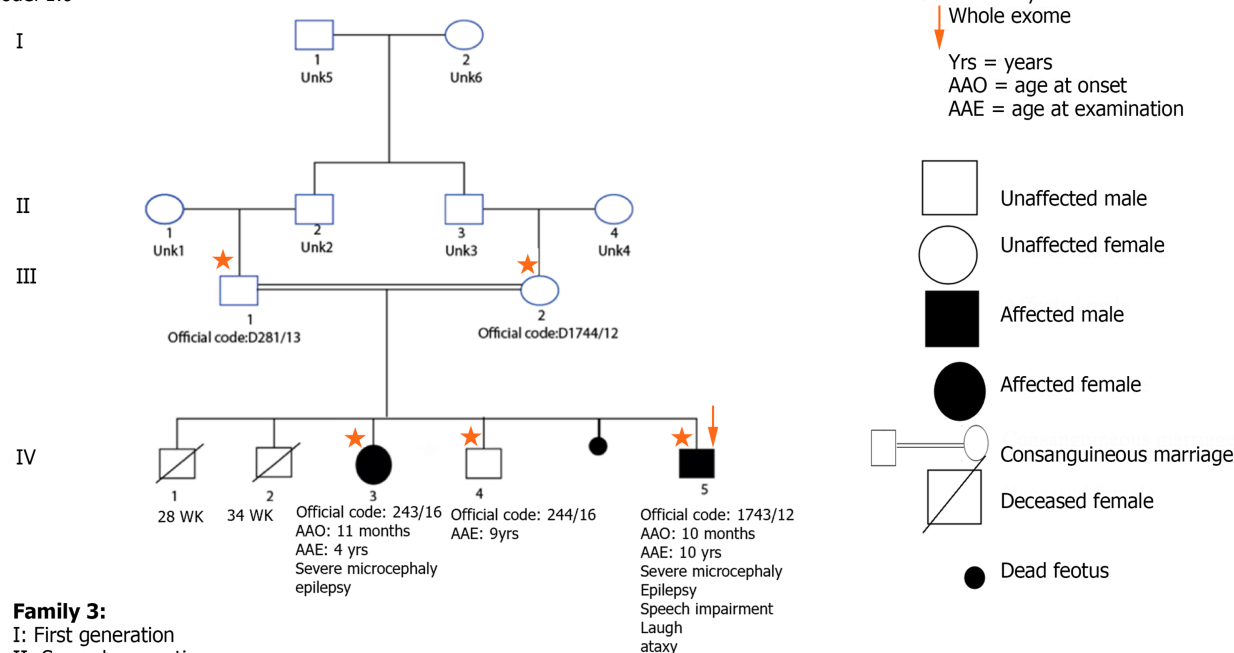 Whole exome
Yrs = years
AAO = age at onset
AAE = age at examination
I
1
Unk5
2
Unk6
II
1
Unk1
2
Unk2
3
Unk3
4
Unk4
III
1
Official code:D281/13
2
Official code:D1744/12
IV
1
28 WK
2
34 WK
3
Official code: 243/16
AAO: 11 months
AAE: 4 yrs
Severe microcephaly
epilepsy
4
Official code: 244/16
AAE: 9yrs
5
Official code: 1743/12
AAO: 10 months
AAE: 10 yrs
Severe microcephaly
Epilepsy
Speech impairment
Laugh
ataxy
Unaffected male
Unaffected female
Affected male
Affected female
Consanguineous marriage
Deceased female
Dead feotus
Family 3:
I: First generation